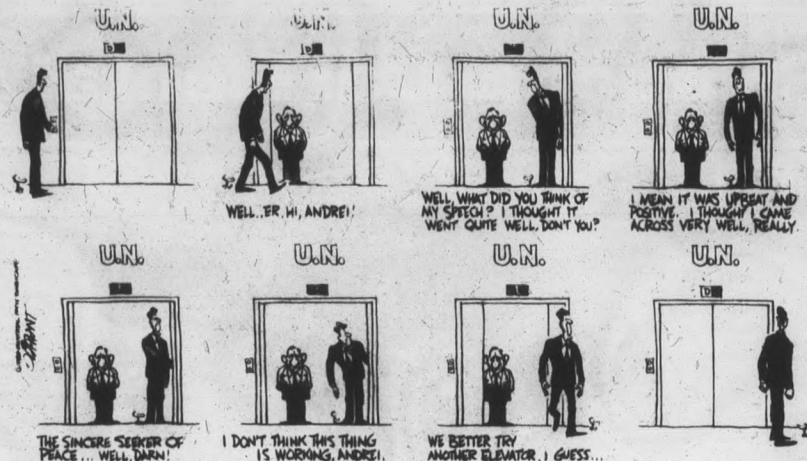 U.N.
U.N.
U.N.
U.N.
WELL..ER, HI, ANDREI!
WELL, WHAT DID YOU THINK OF
MY SPEECH? I THOUGHT IT
WENT QUITE WELL, DON'T YOU?
I MEAN IT WAS UPBEAT AND
POSITIVE. I THOUGHT I CAME
ACROSS VERY WELL, REALLY.
U.N.
U.N.
U.N.
U.N.
THE SINCERE SEEKER OF
PEACE... WELL, DARN!
I DON'T THINK THIS THING
IS WORKING, ANDREI.
WE BETTER TRY
ANOTHER ELEVATOR, I GUESS...